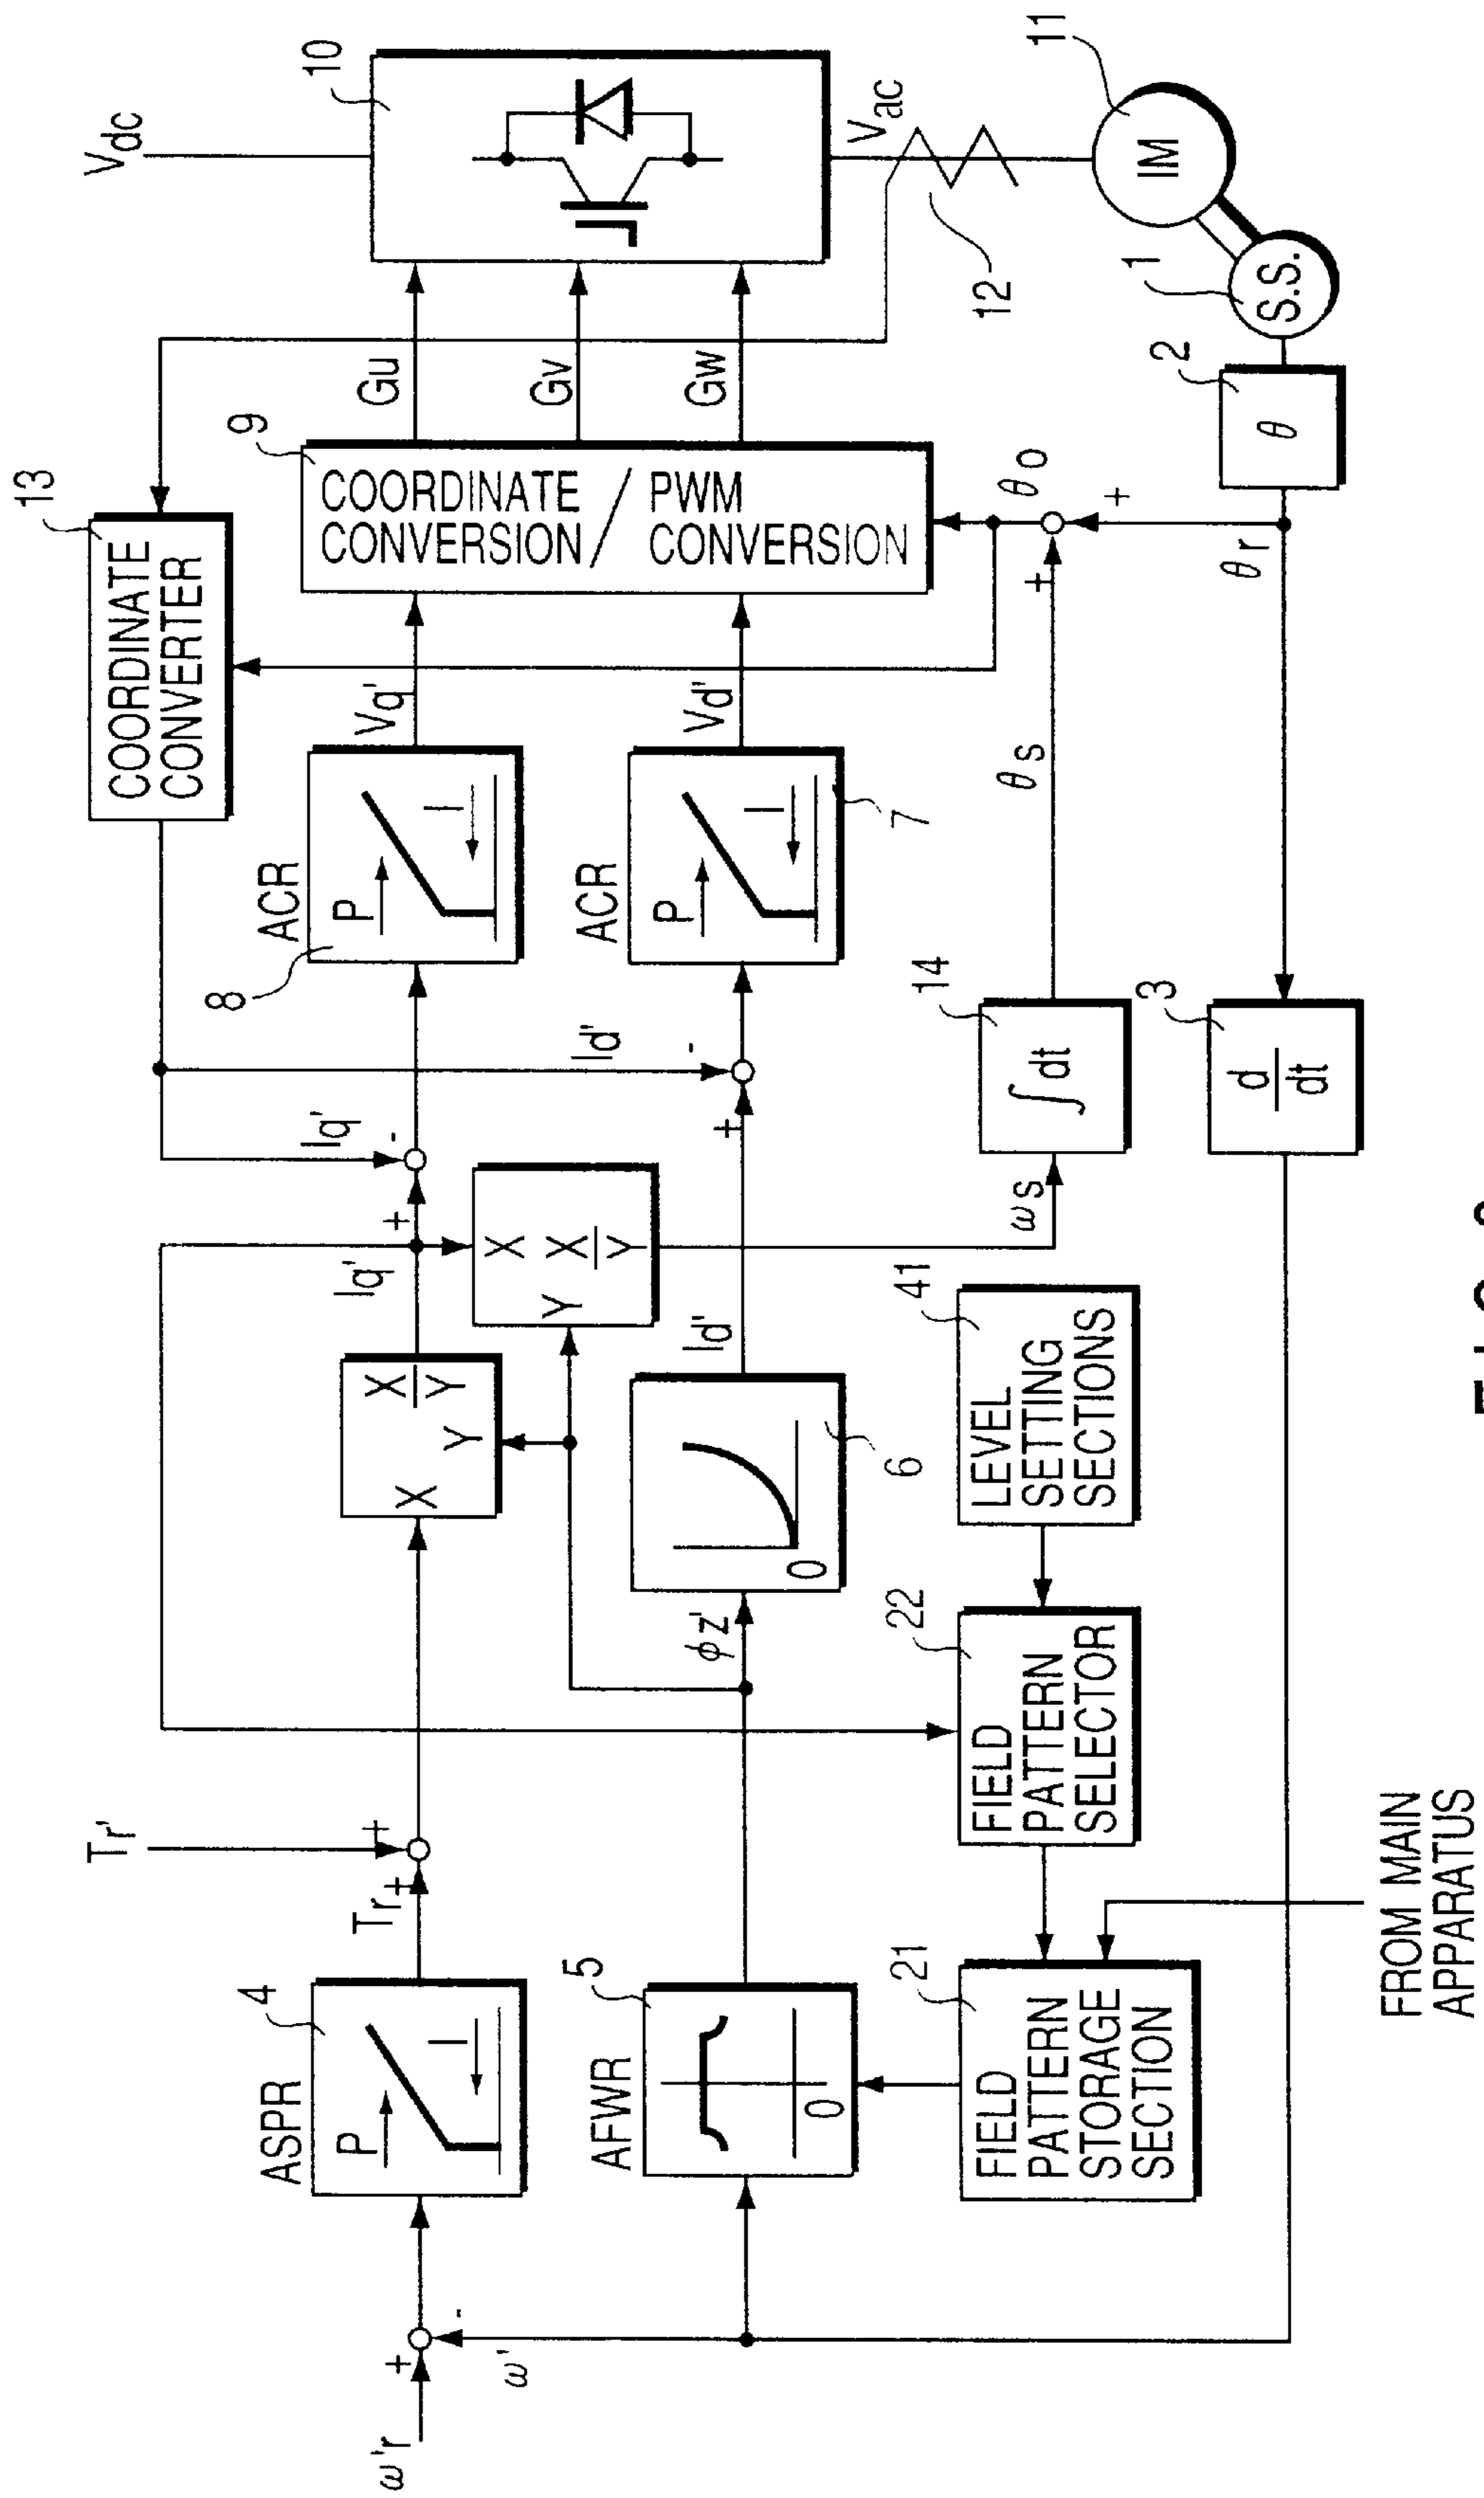 ω'r
+
-
ω'
ASPR
4
P
I
Tr
+
Tr'
+
X
Y
X
Y
Iq'
+
-
Iq'
8
ACR
P
I
Vq'
13
COORDINATE
CONVERTER
9
COORDINATE
CONVERSION
/
PWM
CONVERSION
Gu
Gv
Gw
Vdc
10
Vac
12
11
IM
1
S.S.
2
θ
AFWR
5
0
φz'
6
0
Id'
X
X
Y
Y
ωs
+
-
Id'
ACR
P
I
7
Vd'
21
FIELD
PATTERN
STORAGE
SECTION
22
FIELD
PATTERN
SELECTOR
41
LEVEL
SETTING
SECTIONS
14
∫dt
θs
+
+
θo
θr
3
d
dt
FROM MAIN
APPARATUS